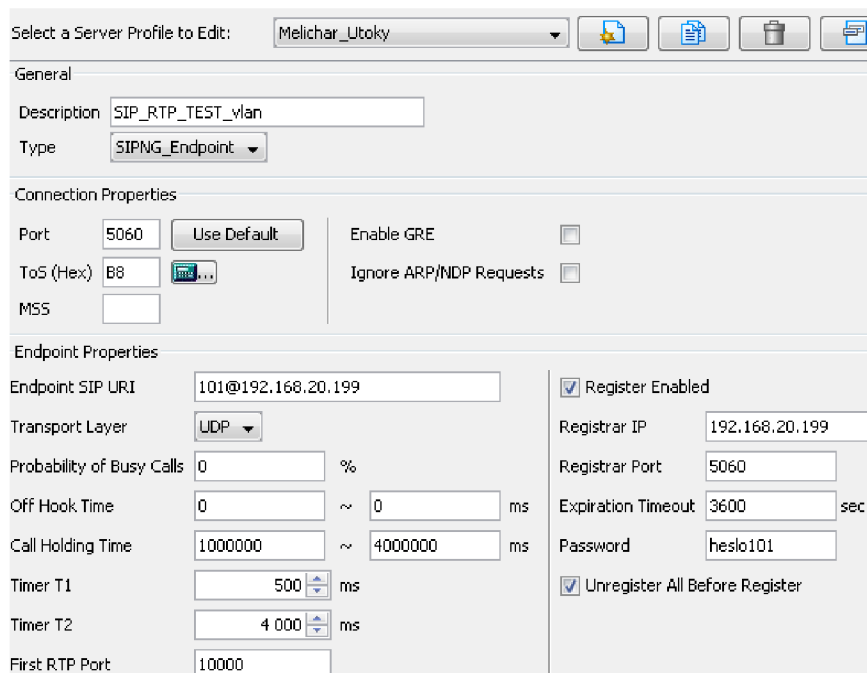 Select a Server Profile to Edit: Melichar_Utoky
General
Description SIP_RTP_TEST_vlan
Type SIPNG_Endpoint
Connection Properties
Port 5060 Use Default Enable GRE
ToS (Hex) B8 ... Ignore ARP/NDP Requests
MSS
Endpoint Properties
Endpoint SIP URI 101@192.168.20.199 Register Enabled
Transport Layer UDP Registrar IP 192.168.20.199
Probability of Busy Calls 0 % Registrar Port 5060
Off Hook Time 0 ~ 0 ms Expiration Timeout 3600 sec
Call Holding Time 1000000 ~ 4000000 ms Password heslo101
Timer T1 500 ms Unregister All Before Register
Timer T2 4 000 ms
First RTP Port 10000